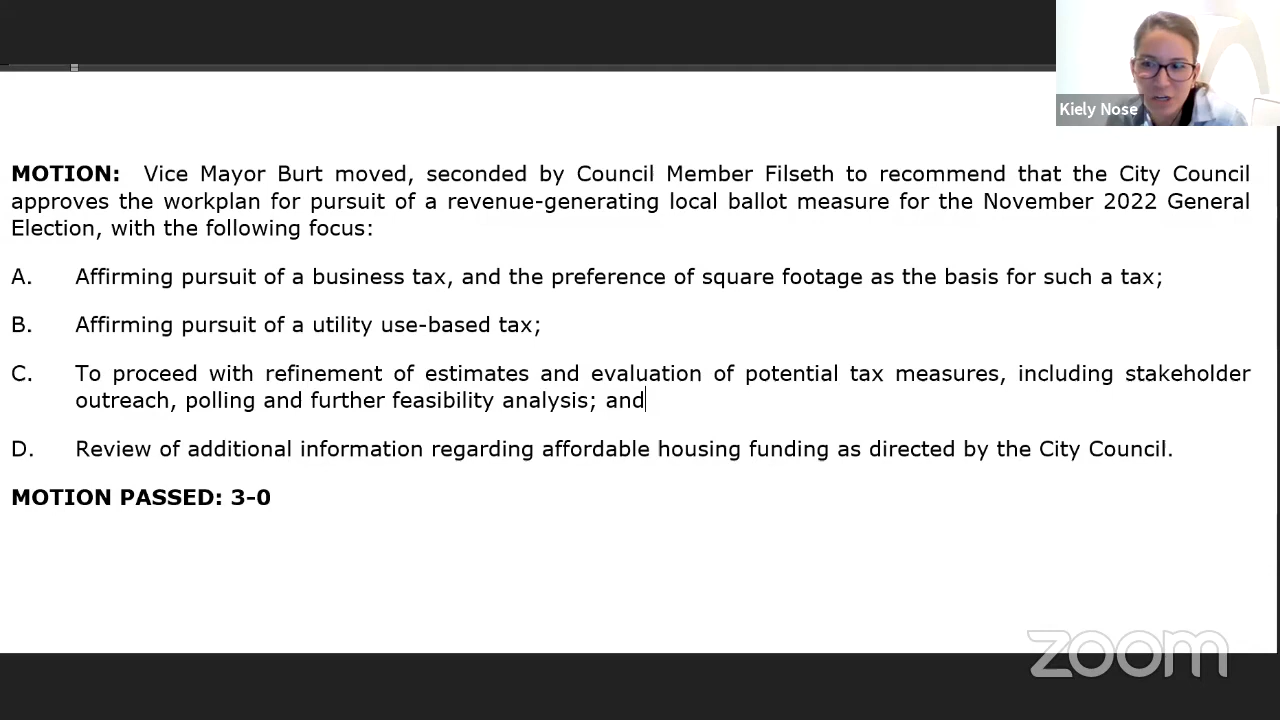 Kiely Nose
MOTION: Vice Mayor Burt moved, seconded by Council Member Filseth to recommend that the City Council
approves the workplan for pursuit of a revenue-generating local ballot measure for the November 2022 General
Election, with the following focus:
A. Affirming pursuit of a business tax, and the preference of square footage as the basis for such a tax;
B. Affirming pursuit of a utility use-based tax;
C. To proceed with refinement of estimates and evaluation of potential tax measures, including stakeholder
outreach, polling and further feasibility analysis; and
D. Review of additional information regarding affordable housing funding as directed by the City Council.
MOTION PASSED: 3-0
zoom